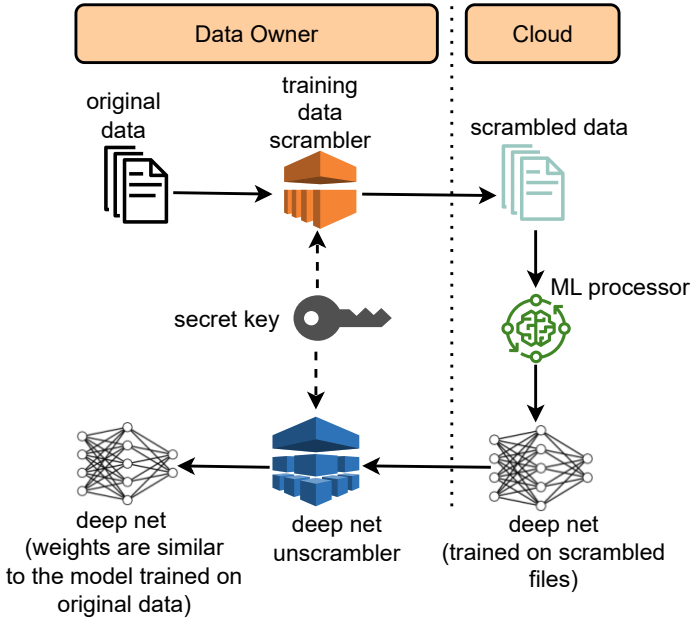 Data Owner
Cloud
original
data
training
data
scrambler
scrambled data
secret key
ML processor
deep net
(weights are similar
to the model trained on
original data)
deep net
unscrambler
deep net
(trained on scrambled
files)